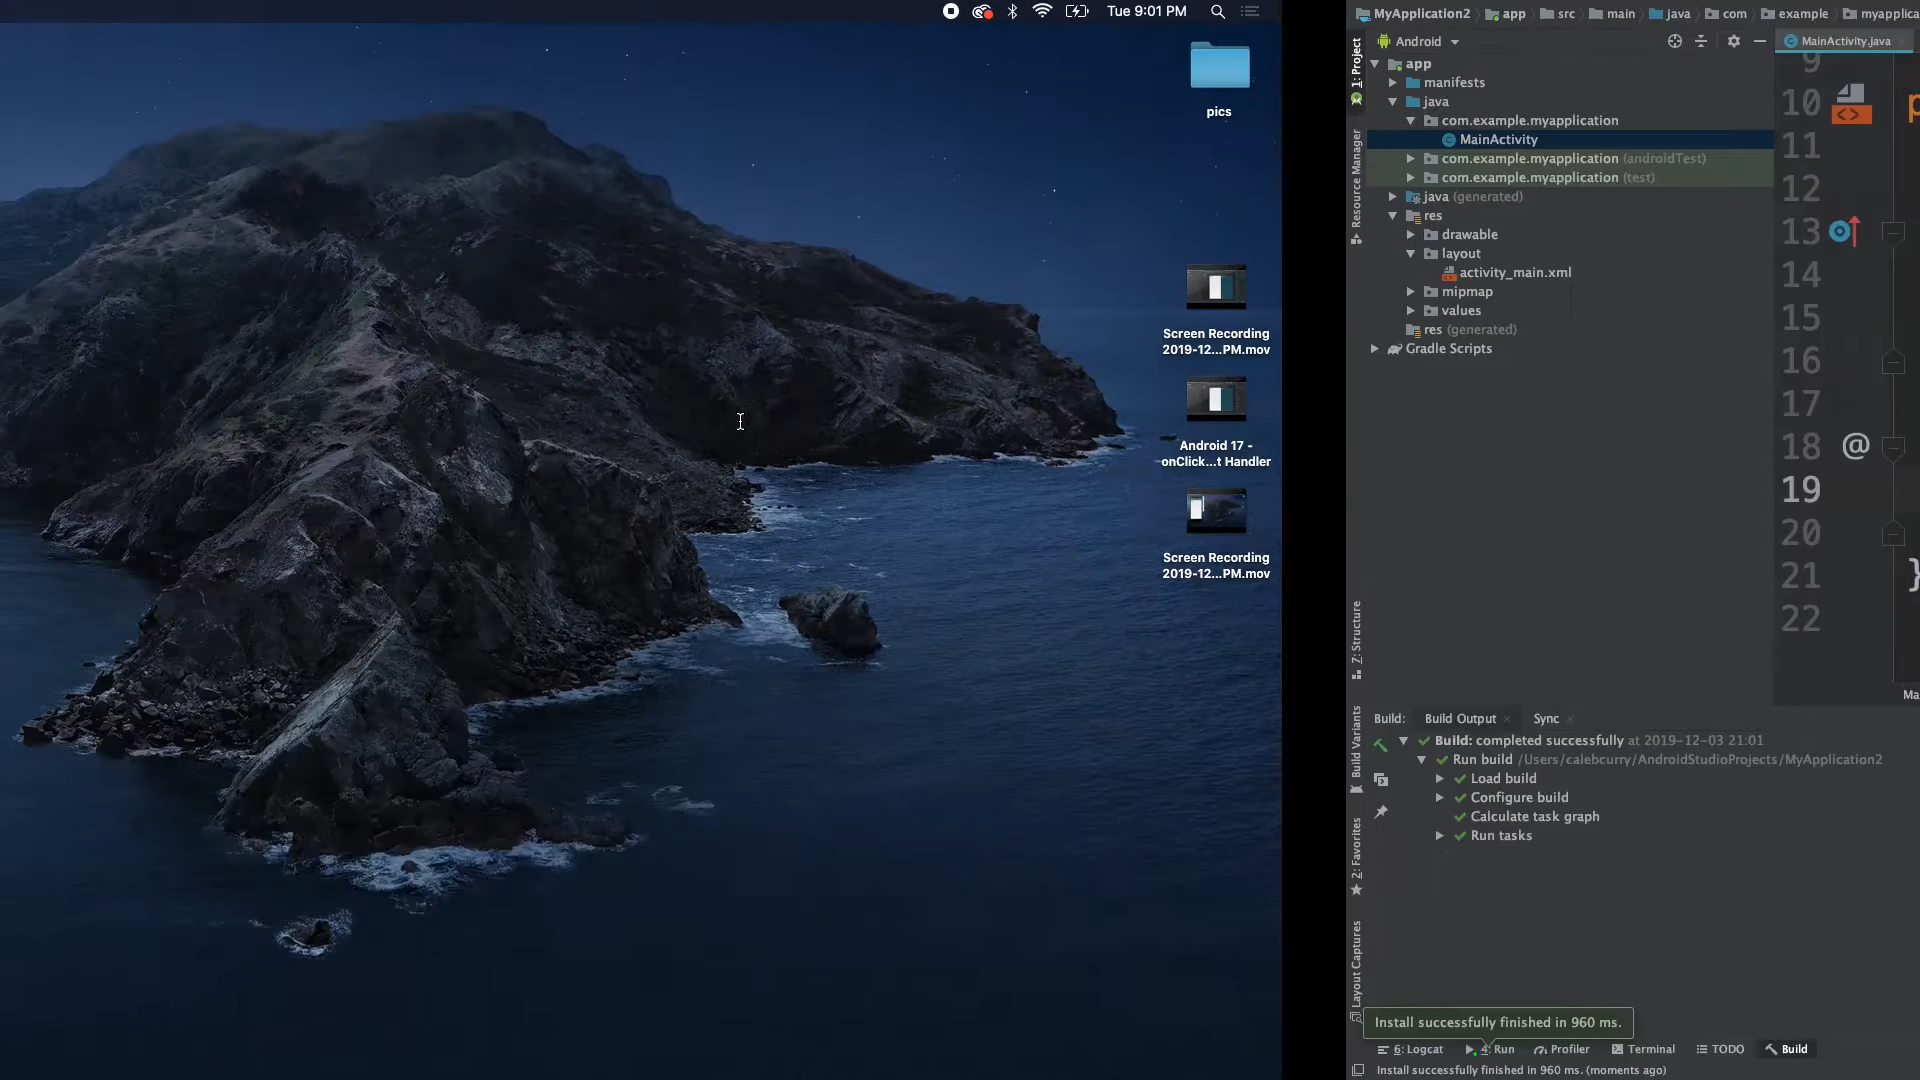 Tue 9:01 PM
pics
Screen Recording
2019-12...PM.mov
Android 17 -
onClick...t Handler
Screen Recording
2019-12...PM.mov
MyApplication2 app src main java com example myapplica
1: Project
Android
MainActivity.java
app
manifests
java
com.example.myapplication
MainActivity
com.example.myapplication (androidTest)
com.example.myapplication (test)
java (generated)
res
drawable
layout
activity_main.xml
mipmap
values
res (generated)
Gradle Scripts
Resource Manager
Z: Structure
Build Variants
2: Favorites
Layout Captures
9
10 p
11
12
13
14
15
16
17
18 @
19
20
21 }
22
Ma
Build: Build Output Sync
Build: completed successfully at 2019-12-03 21:01
Run build /Users/calebcurry/AndroidStudioProjects/MyApplication2
Load build
Configure build
Calculate task graph
Run tasks
Install successfully finished in 960 ms.
6: Logcat 4: Run Profiler Terminal TODO Build
Install successfully finished in 960 ms. (moments ago)